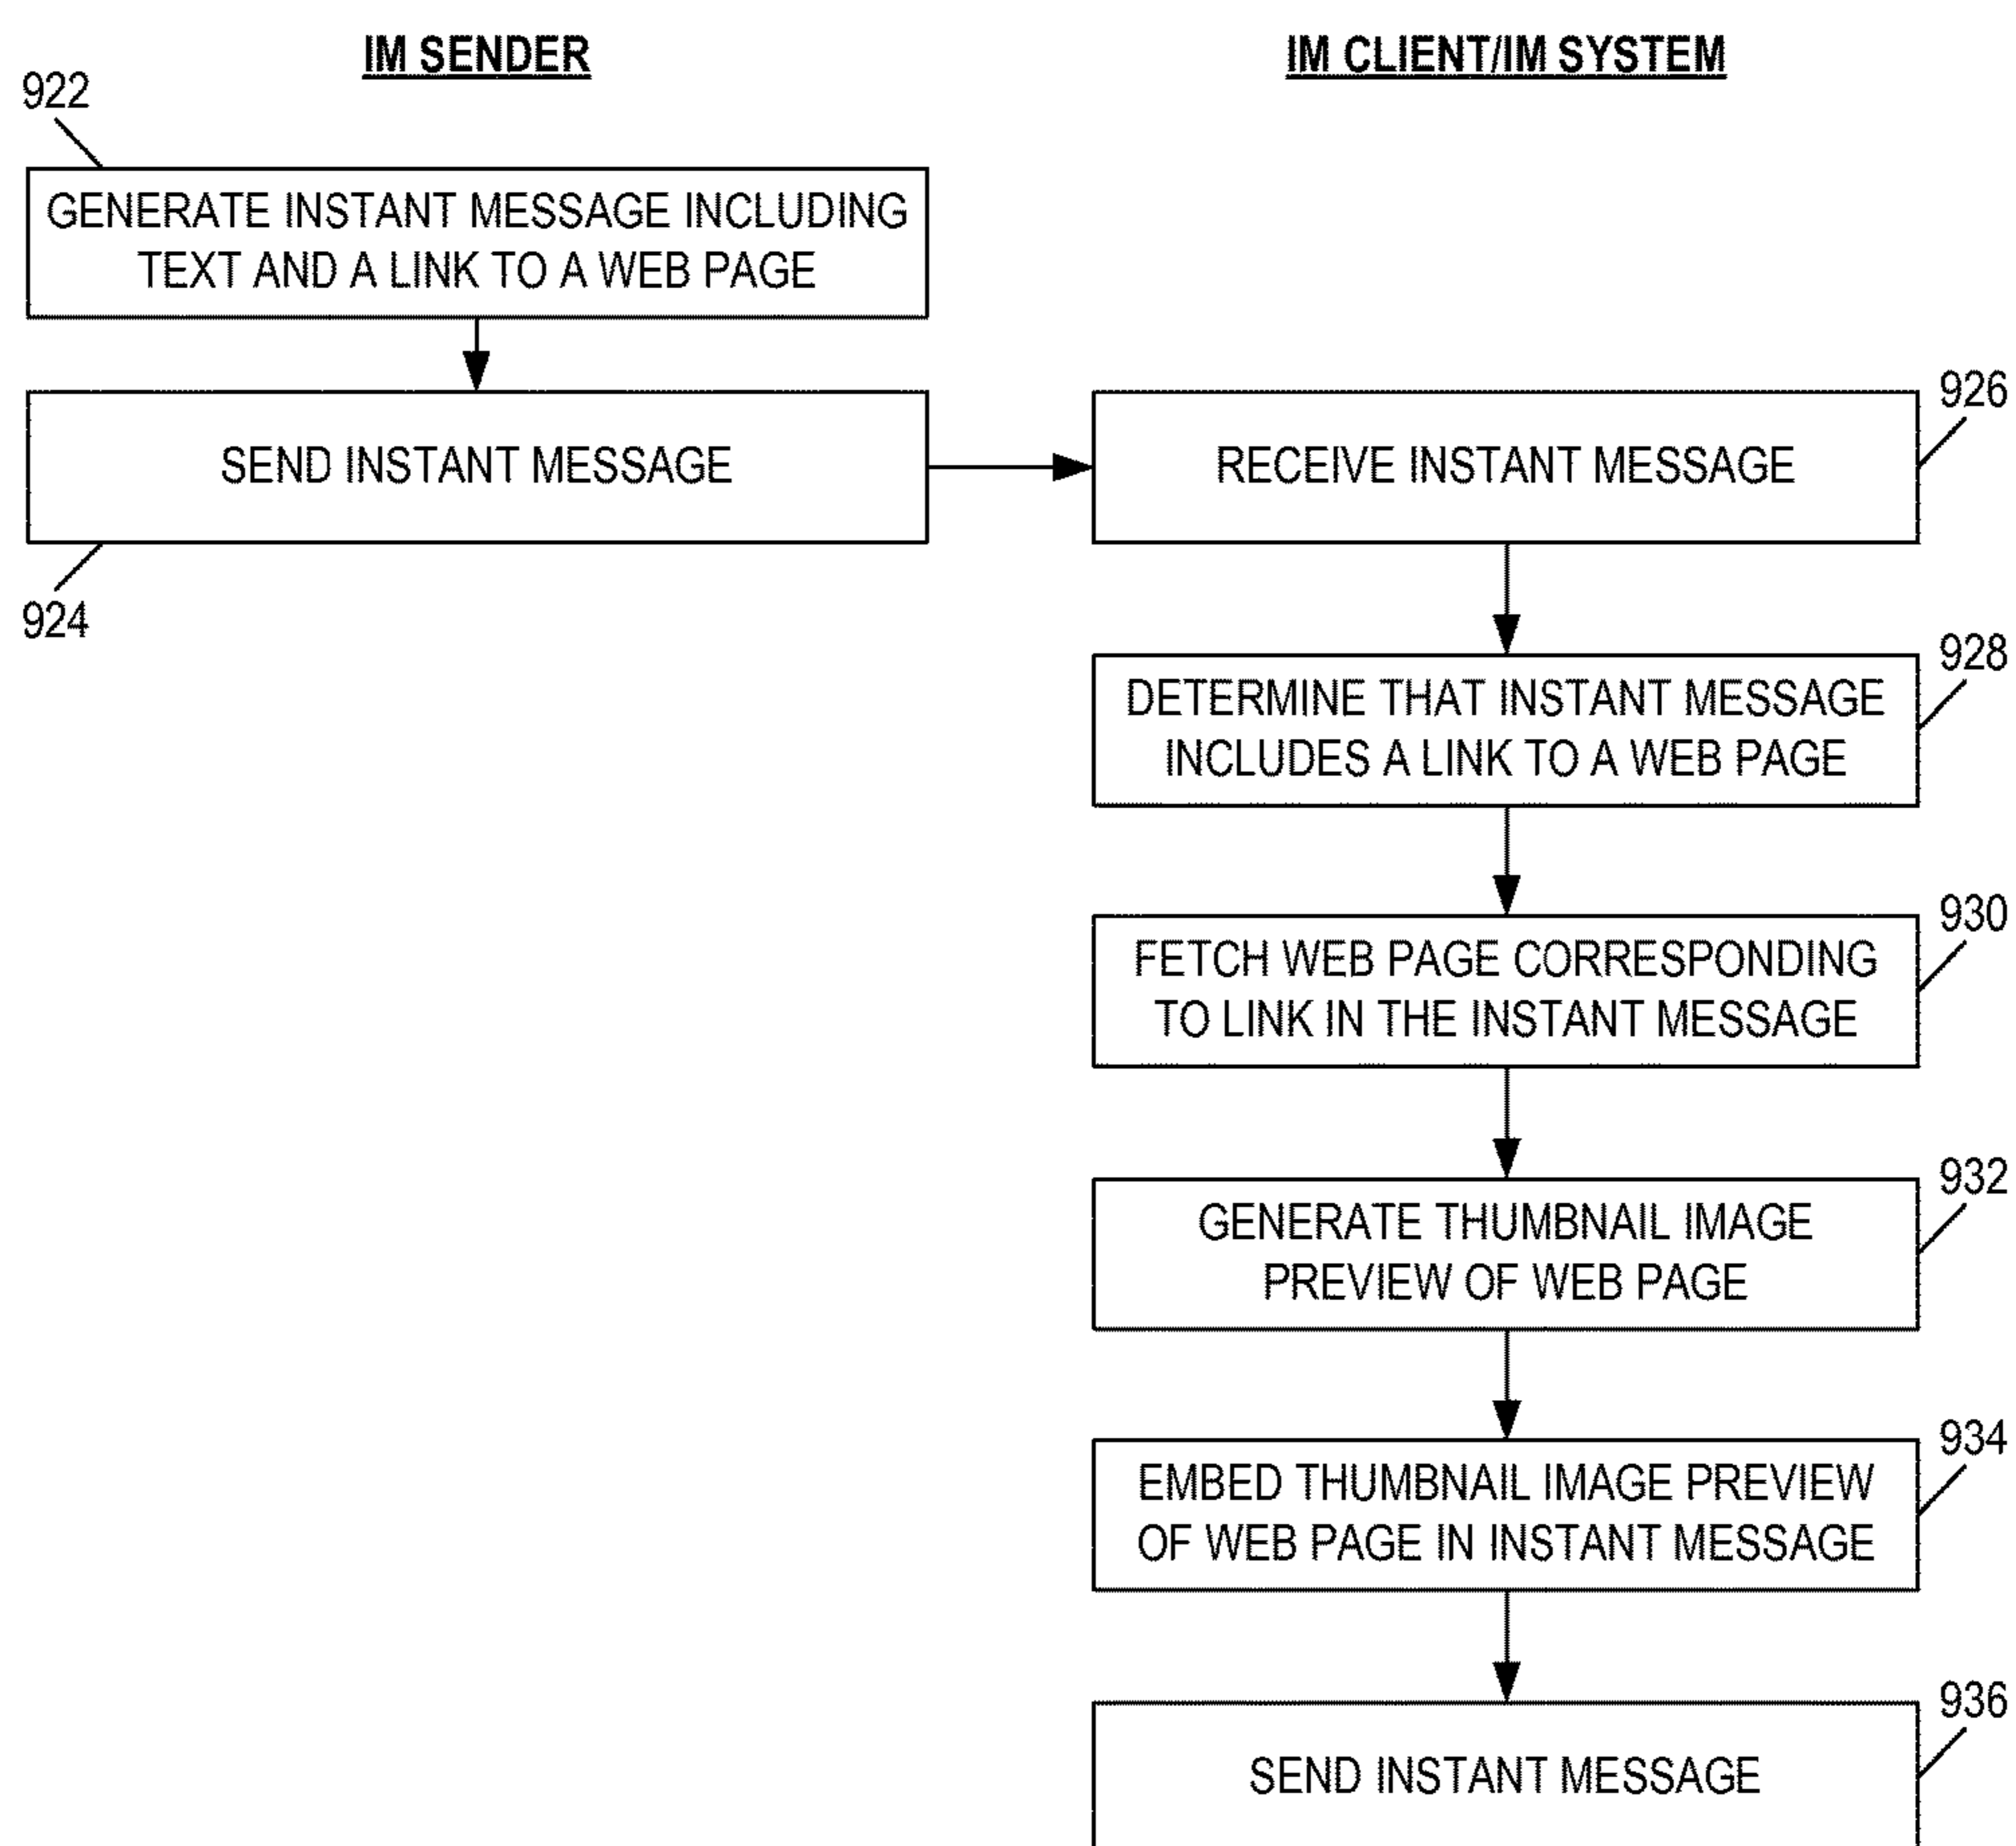 IM SENDER
IM CLIENT/IM SYSTEM
922
GENERATE INSTANT MESSAGE INCLUDING
TEXT AND A LINK TO A WEB PAGE
SEND INSTANT MESSAGE
924
RECEIVE INSTANT MESSAGE
926
DETERMINE THAT INSTANT MESSAGE
INCLUDES A LINK TO A WEB PAGE
928
FETCH WEB PAGE CORRESPONDING
TO LINK IN THE INSTANT MESSAGE
930
GENERATE THUMBNAIL IMAGE
PREVIEW OF WEB PAGE
932
EMBED THUMBNAIL IMAGE PREVIEW
OF WEB PAGE IN INSTANT MESSAGE
934
SEND INSTANT MESSAGE
936